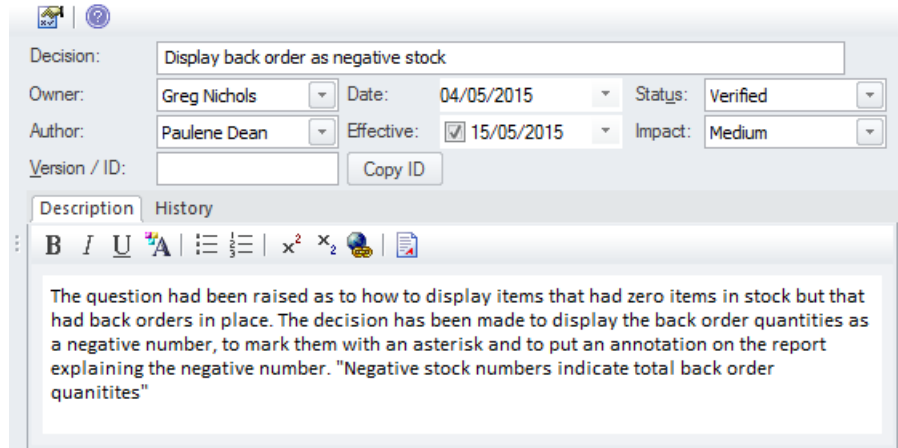 Decision: Display back order as negative stock
Owner: Greg Nichols Date: 04/05/2015 Status: Verified
Author: Paulene Dean Effective: 15/05/2015 Impact: Medium
Version / ID: Copy ID
Description History
B I U A x² x₂
The question had been raised as to how to display items that had zero items in stock but that
had back orders in place. The decision has been made to display the back order quantities as
a negative number, to mark them with an asterisk and to put an annotation on the report
explaining the negative number. "Negative stock numbers indicate total back order
quanitites"